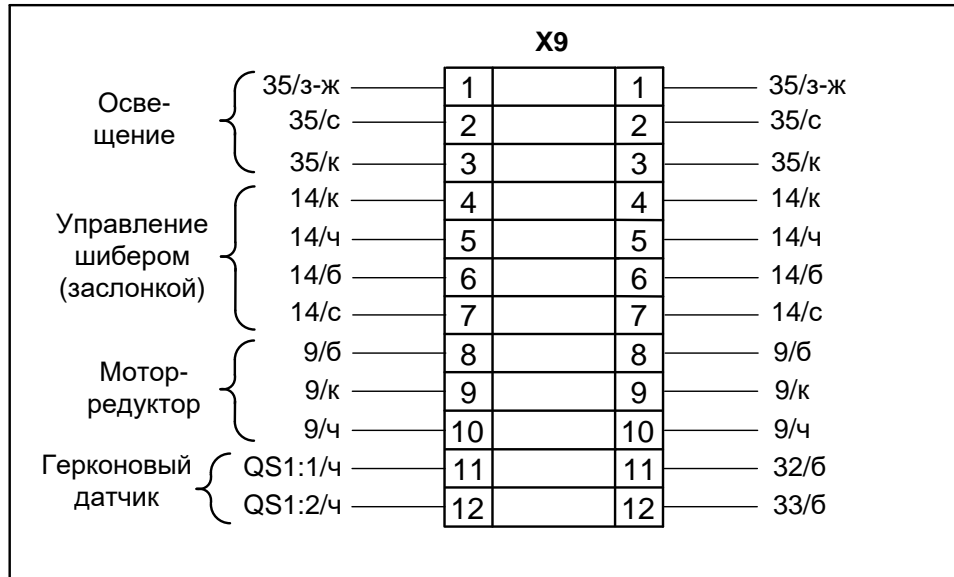 X9
Осве-
щение
35/з-ж 1 1 35/з-ж
35/с 2 2 35/с
35/к 3 3 35/к
Управление
шибером
(заслонкой)
14/к 4 4 14/к
14/ч 5 5 14/ч
14/б 6 6 14/б
14/с 7 7 14/с
Мотор-
редуктор
9/б 8 8 9/б
9/к 9 9 9/к
9/ч 10 10 9/ч
Герконовый
датчик
QS1:1/ч 11 11 32/б
QS1:2/ч 12 12 33/б